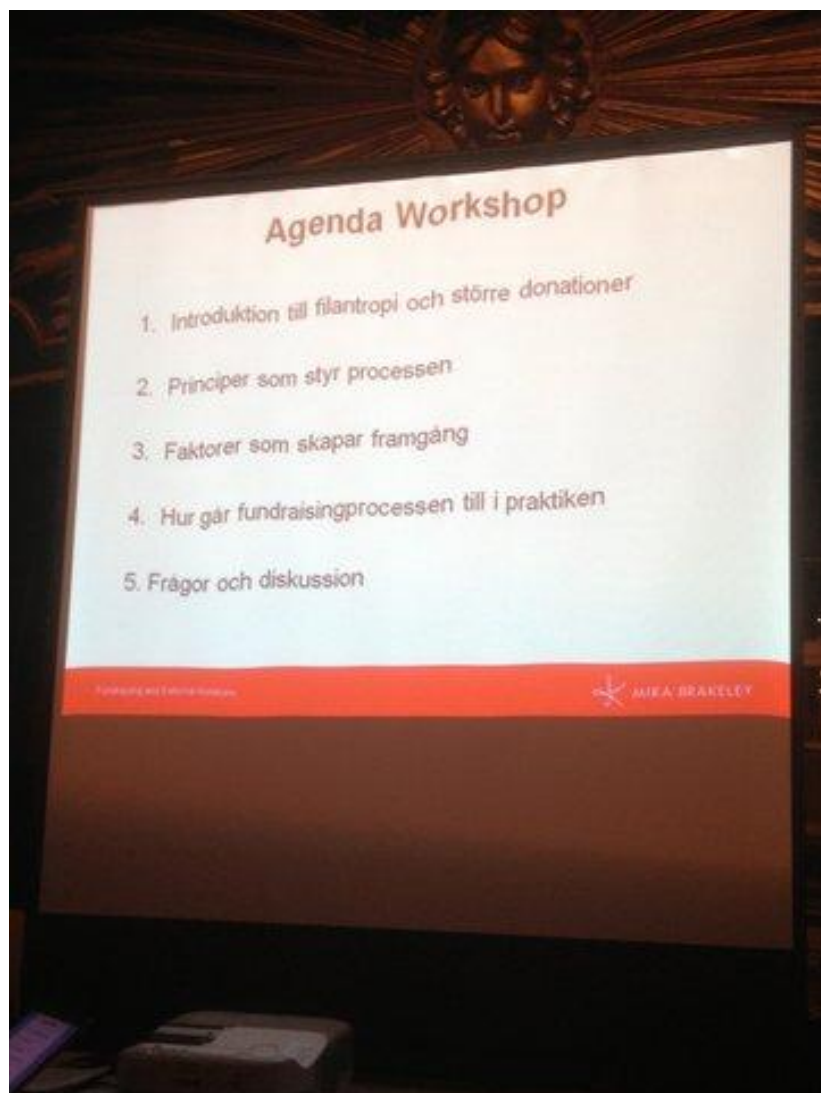 Agenda Workshop
1. Introduktion till filantropi och större donationer
2. Principer som styr processen
3. Faktorer som skapar framgång
4. Hur går fundraisingprocessen till i praktiken
5. Frågor och diskussion
MIRA BRAKELEY